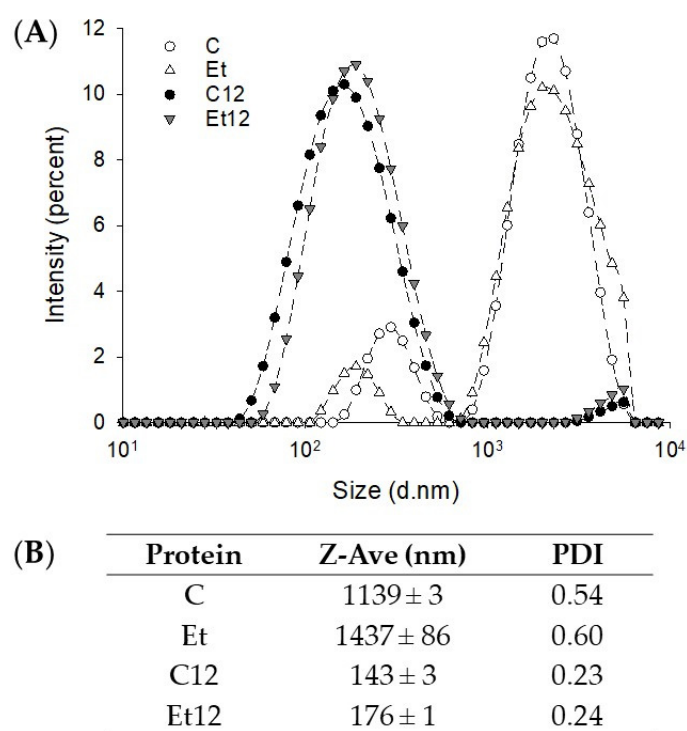 (A)
12
10
8
6
4
2
0
Intensity (percent)
C
Et
C12
Et12
10¹ 10² 10³ 10⁴
Size (d.nm)
(B)
Protein Z-Ave (nm) PDI
C 1139 ± 3 0.54
Et 1437 ± 86 0.60
C12 143 ± 3 0.23
Et12 176 ± 1 0.24